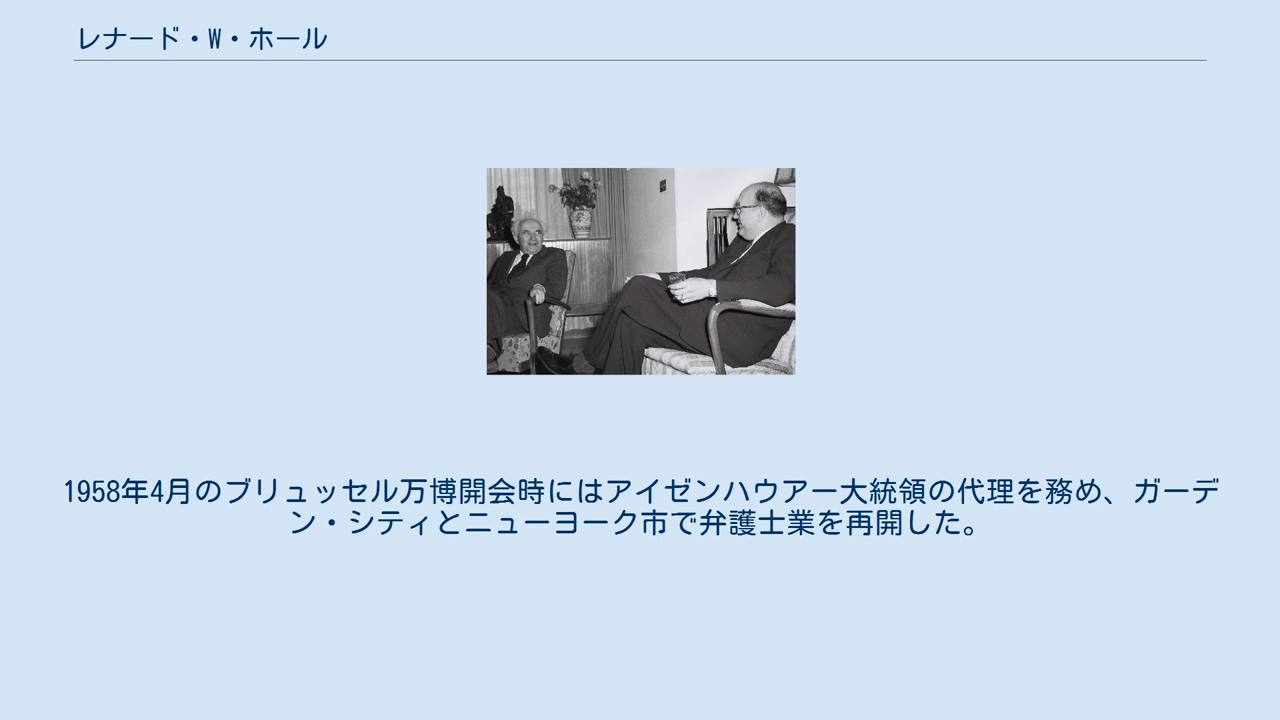 レナード・W・ホール
1958年4月のブリュッセル万博開会時にはアイゼンハウアー大統領の代理を務め、ガーデ
ン・シティとニューヨーク市で弁護士業を再開した。